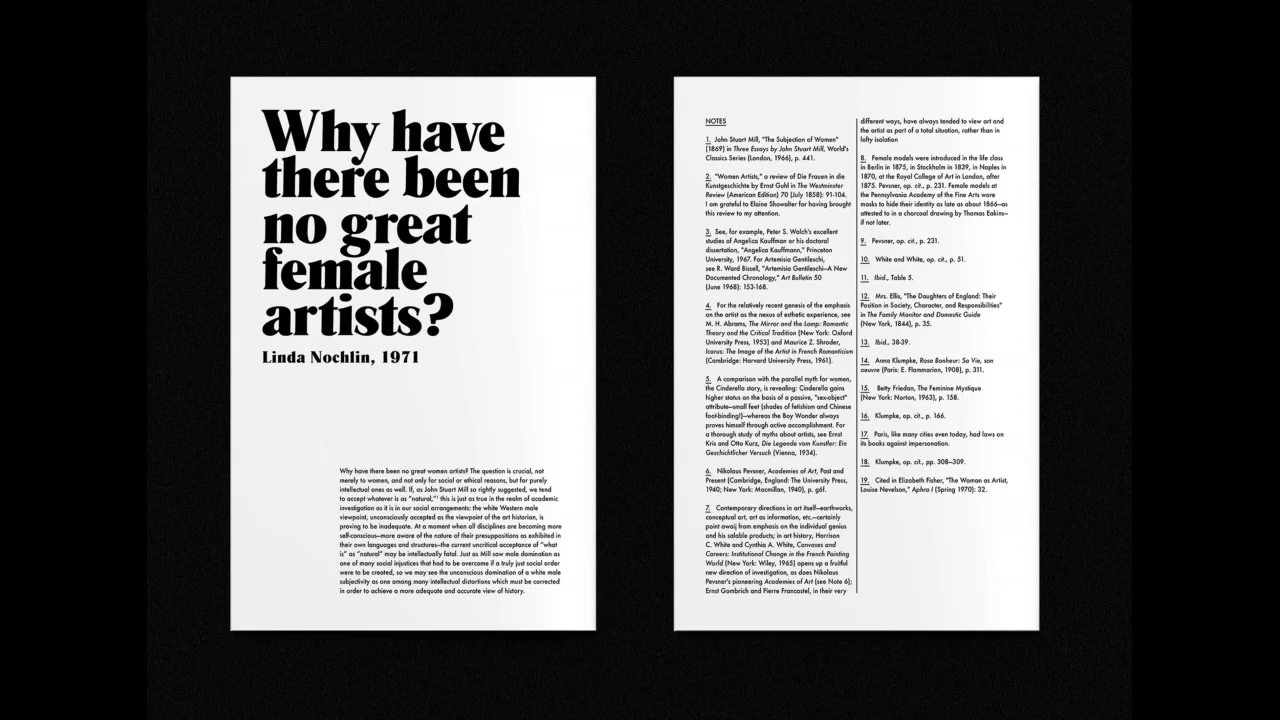 Why have
there been
no great
female
artists?
Linda Nochlin, 1971
Why have there been no great women artists? The question is crucial, not
merely to women, and not only for social or ethical reasons, but for purely
intellectual ones as well. If, as John Stuart Mill so rightly suggested, we tend
to accept whatever is as "natural,"¹ this is just as true in the realm of academic
investigation as it is in our social arrangements: the white Western male
viewpoint, unconsciously accepted as the viewpoint of the art historian, is
proving to be inadequate. At a moment when all disciplines are becoming more
self-conscious—more aware of the nature of their presuppositions as exhibited in
their own languages and structures—the current uncritical acceptance of "what
is" as "natural" may be intellectually fatal. Just as Mill saw male domination as
one of many social injustices that had to be overcome if a truly just social order
were to be created, so we may see the unconscious domination of a white male
subjectivity as one among many intellectual distortions which must be corrected
in order to achieve a more adequate and accurate view of history.
NOTES
1. John Stuart Mill, "The Subjection of Women"
(1869) in Three Essays by John Stuart Mill, World's
Classics Series (London, 1966), p. 441.
2. "Women Artists," a review of Die Frauen in die
Kunstgeschichte by Ernst Guhl in The Westminster
Review (American Edition) 70 (July 1858): 91-104.
I am grateful to Elaine Showalter for having brought
this review to my attention.
3. See, for example, Peter S. Walch's excellent
studies of Angelica Kauffman or his doctoral
dissertation, "Angelica Kauffmann," Princeton
University, 1967. For Artemisia Gentileschi,
see R. Ward Bissell, "Artemisia Gentileschi—A New
Documented Chronology," Art Bulletin 50
(June 1968): 153-168.
4. For the relatively recent genesis of the emphasis
on the artist as the nexus of esthetic experience, see
M. H. Abrams, The Mirror and the Lamp: Romantic
Theory and the Critical Tradition (New York: Oxford
University Press, 1953) and Maurice Z. Shroder,
Icarus: The Image of the Artist in French Romanticism
(Cambridge: Harvard University Press, 1961).
5. A comparison with the parallel myth for women,
the Cinderella story, is revealing: Cinderella gains
higher status on the basis of a passive, "sex-object"
attribute—small feet (shades of fetishism and Chinese
foot-binding!)—whereas the Boy Wonder always
proves himself through active accomplishment. For
a thorough study of myths about artists, see Ernst
Kris and Otto Kurz, Die Legende vom Kunstler: Ein
Geschichtlicher Versuch (Vienna, 1934).
6. Nikolaus Pevsner, Academies of Art, Past and
Present (Cambridge, England: The University Press,
1940; New York: Macmillan, 1940), p. g6f.
7. Contemporary directions in art itself—earthworks,
conceptual art, art as information, etc.—certainly
point awaij from emphasis on the individual genius
and his salable products; in art history, Harrison
C. White and Cynthia A. White, Canvases and
Careers: Institutional Change in the French Painting
World (New York: Wiley, 1965) opens up a fruitful
new direction of investigation, as does Nikolaus
Pevsner's pioneering Academies of Art (see Note 6);
Ernst Gombrich and Pierre Francastel, in their very
different ways, have always tended to view art and
the artist as part of a total situation, rather than in
lofty isolation
8. Female models were introduced in the life class
in Berlin in 1875, in Stockholm in 1839, in Naples in
1870, at the Royal College of Art in London, after
1875. Pevsner, op. cit., p. 231. Female models at
the Pennsylvania Academy of the Fine Arts wore
masks to hide their identity as late as about 1866—as
attested to in a charcoal drawing by Thomas Eakins—
if not later.
9. Pevsner, op. cit., p. 231.
10. White and White, op. cit., p. 51.
11. Ibid., Table 5.
12. Mrs. Ellis, "The Daughters of England: Their
Position in Society, Character, and Responsibilities"
in The Family Monitor and Domestic Guide
(New York, 1844), p. 35.
13. Ibid., 38-39.
14. Anna Klumpke, Rosa Bonheur: Sa Vie, son
oeuvre (Paris: E. Flammarion, 1908), p. 311.
15. Betty Friedan, The Feminine Mystique
(New York: Norton, 1963), p. 158.
16. Klumpke, op. cit., p. 166.
17. Paris, like many cities even today, had laws on
its books against impersonation.
18. Klumpke, op. cit., pp. 308–309.
19. Cited in Elizabeth Fisher, "The Woman as Artist,
Louise Nevelson," Aphra I (Spring 1970): 32.